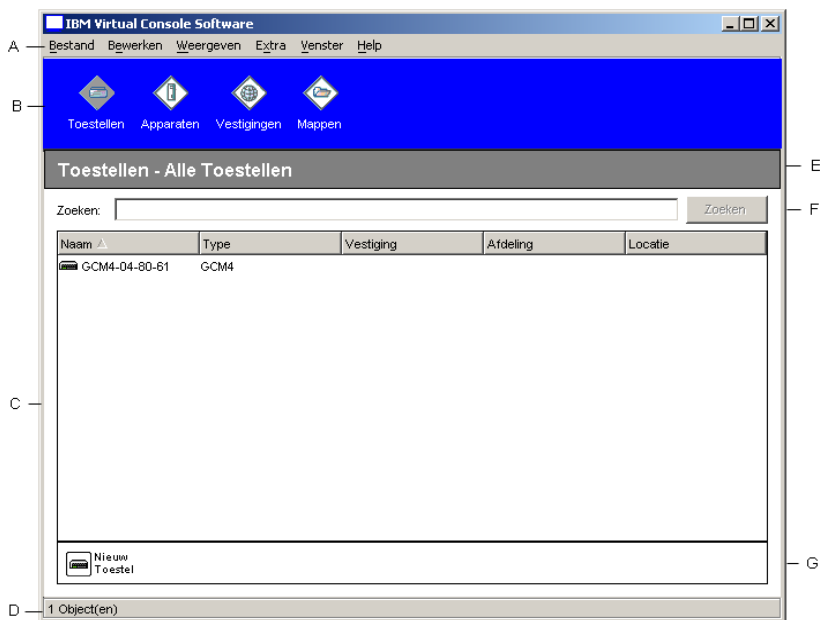 IBM Virtual Console Software
A
Bestand Bewerken Weergeven Extra Venster Help
B
Toestellen Apparaten Vestigingen Mappen
Toestellen - Alle Toestellen
E
Zoeken:
Zoeken
F
Naam Type Vestiging Afdeling Locatie
GCM4-04-80-61 GCM4
C
Nieuw
Toestel
G
D
1 Object(en)